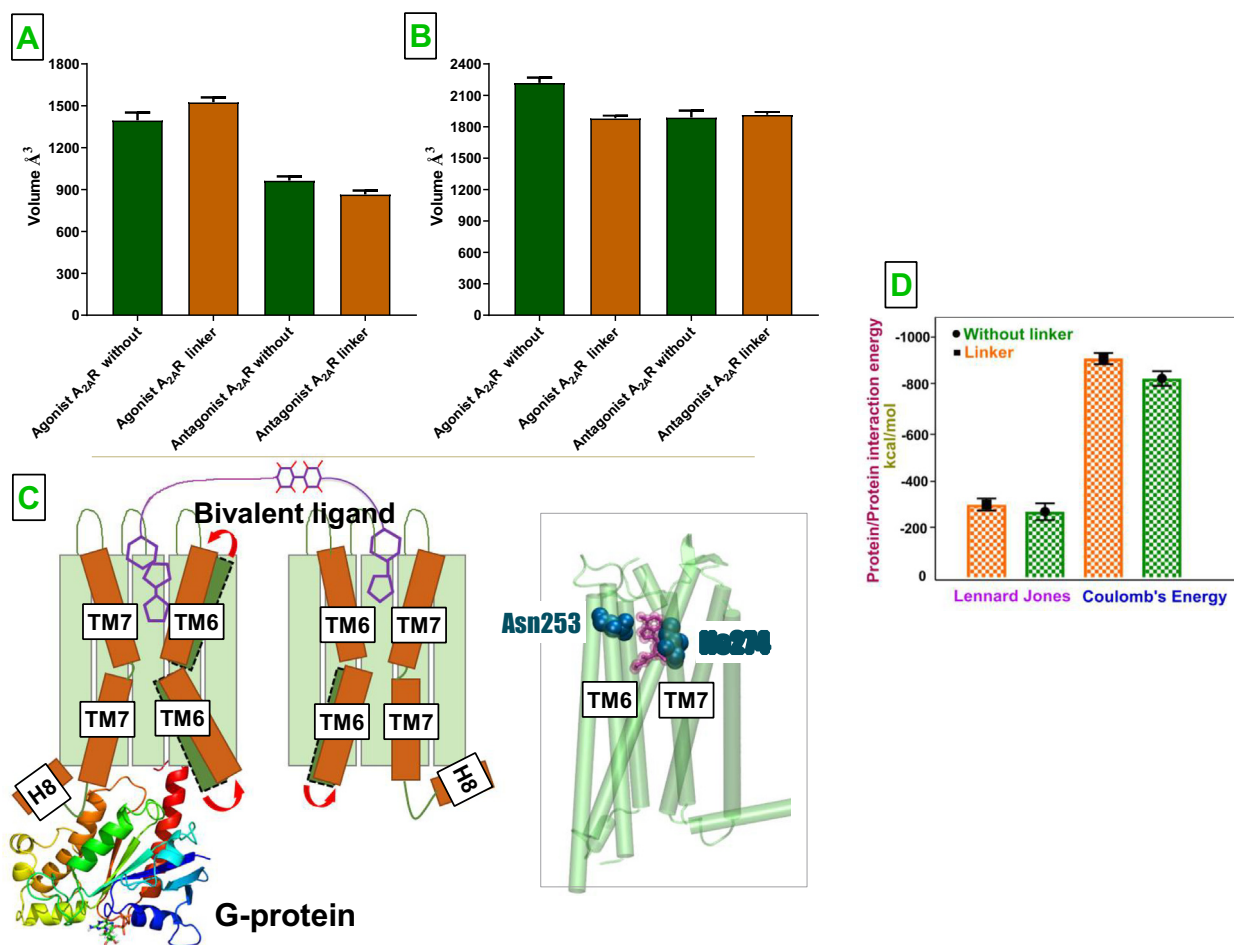 A
1800
1500
1200
900
600
300
0
Volume Å3
Agonist A2AR without
Agonist A2AR linker
Antagonist A2AR without
Antagonist A2AR linker
B
2400
2100
1800
1500
1200
900
600
300
0
Volume Å3
Agonist A2AR without
Agonist A2AR linker
Antagonist A2AR without
Antagonist A2AR linker
C
Bivalent ligand
TM7
TM6
TM6
TM7
TM7
TM6
TM6
TM7
H8
H8
G-protein
Asn253
Ile274
TM6
TM7
D
Protein/Protein interaction energy
kcal/mol
-1000
-800
-600
-400
-200
0
Without linker
Linker
Lennard Jones
Coulomb's Energy